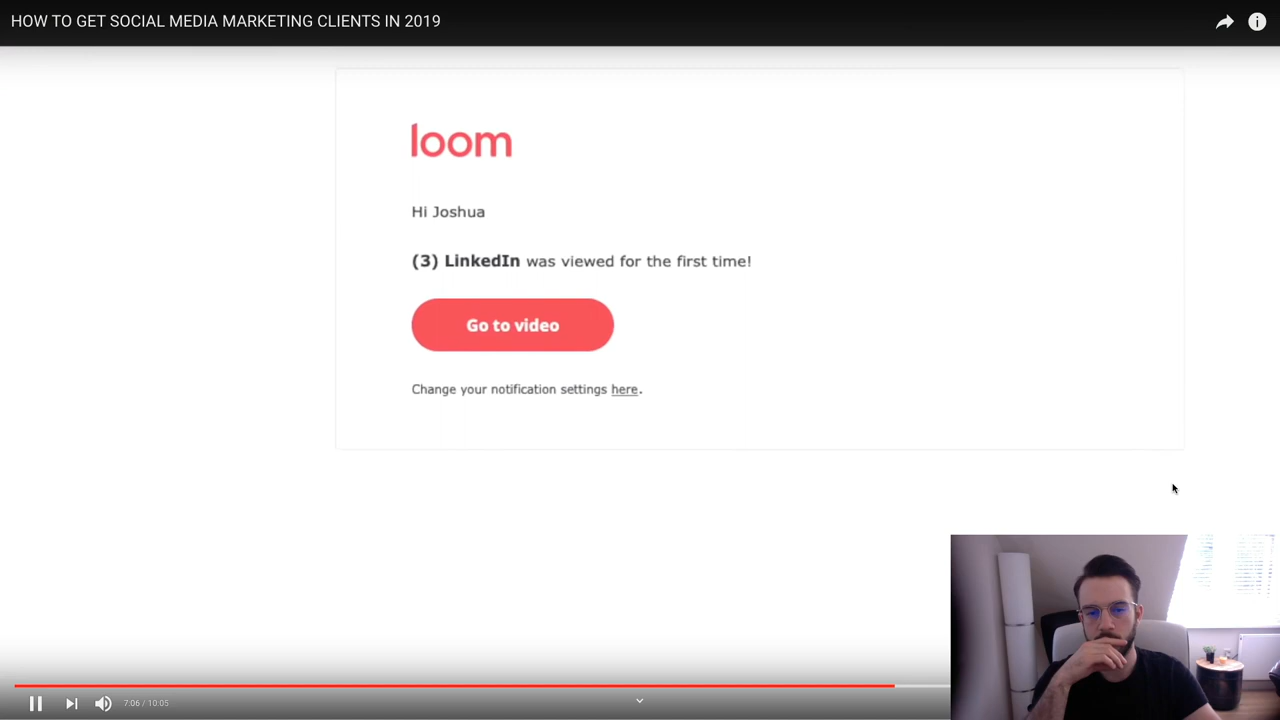 HOW TO GET SOCIAL MEDIA MARKETING CLIENTS IN 2019
loom
Hi Joshua
(3) LinkedIn was viewed for the first time!
Go to video
Change your notification settings here.
7:06 / 10:05